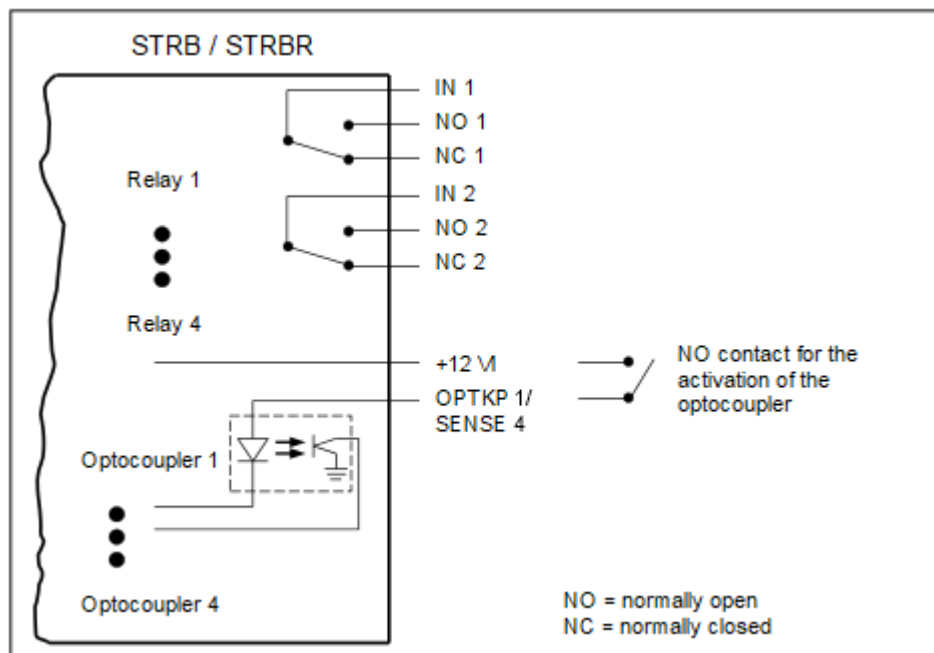 STRB / STRBR
IN 1
NO 1
NC 1
Relay 1
IN 2
NO 2
NC 2
Relay 4
+12 VI
OPTKP 1/
SENSE 4
NO contact for the
activation of the
optocoupler
Optocoupler 1
Optocoupler 4
NO = normally open
NC = normally closed